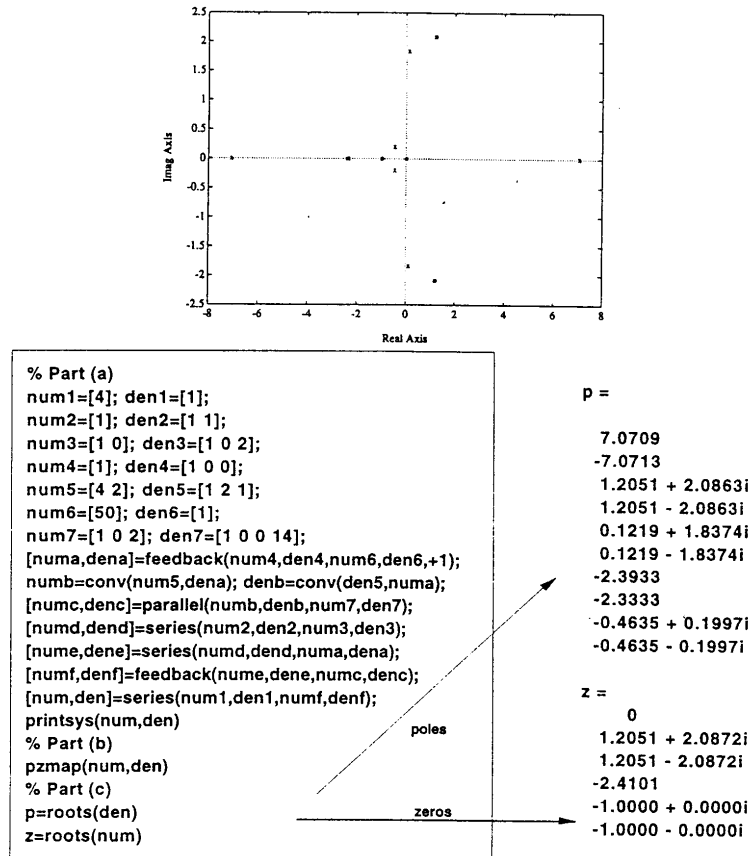 2.5
2
1.5
1
0.5
0
-0.5
-1
-1.5
-2
-2.5
Imag Axis
-8 -6 -4 -2 0 2 4 6 8
Real Axis
% Part (a)
num1=[4]; den1=[1];
num2=[1]; den2=[1 1];
num3=[1 0]; den3=[1 0 2];
num4=[1]; den4=[1 0 0];
num5=[4 2]; den5=[1 2 1];
num6=[50]; den6=[1];
num7=[1 0 2]; den7=[1 0 0 14];
[numa,dena]=feedback(num4,den4,num6,den6,+1);
numb=conv(num5,dena); denb=conv(den5,numa);
[numc,denc]=parallel(numb,denb,num7,den7);
[numd,dend]=series(num2,den2,num3,den3);
[nume,dene]=series(numd,dend,numa,dena);
[numf,denf]=feedback(nume,dene,numc,denc);
[num,den]=series(num1,den1,numf,denf);
printsys(num,den)
% Part (b)
pzmap(num,den)
% Part (c)
p=roots(den)
z=roots(num)
poles
zeros
p =
7.0709
-7.0713
1.2051 + 2.0863i
1.2051 - 2.0863i
0.1219 + 1.8374i
0.1219 - 1.8374i
-2.3933
-2.3333
-0.4635 + 0.1997i
-0.4635 - 0.1997i
z =
0
1.2051 + 2.0872i
1.2051 - 2.0872i
-2.4101
-1.0000 + 0.0000i
-1.0000 - 0.0000i